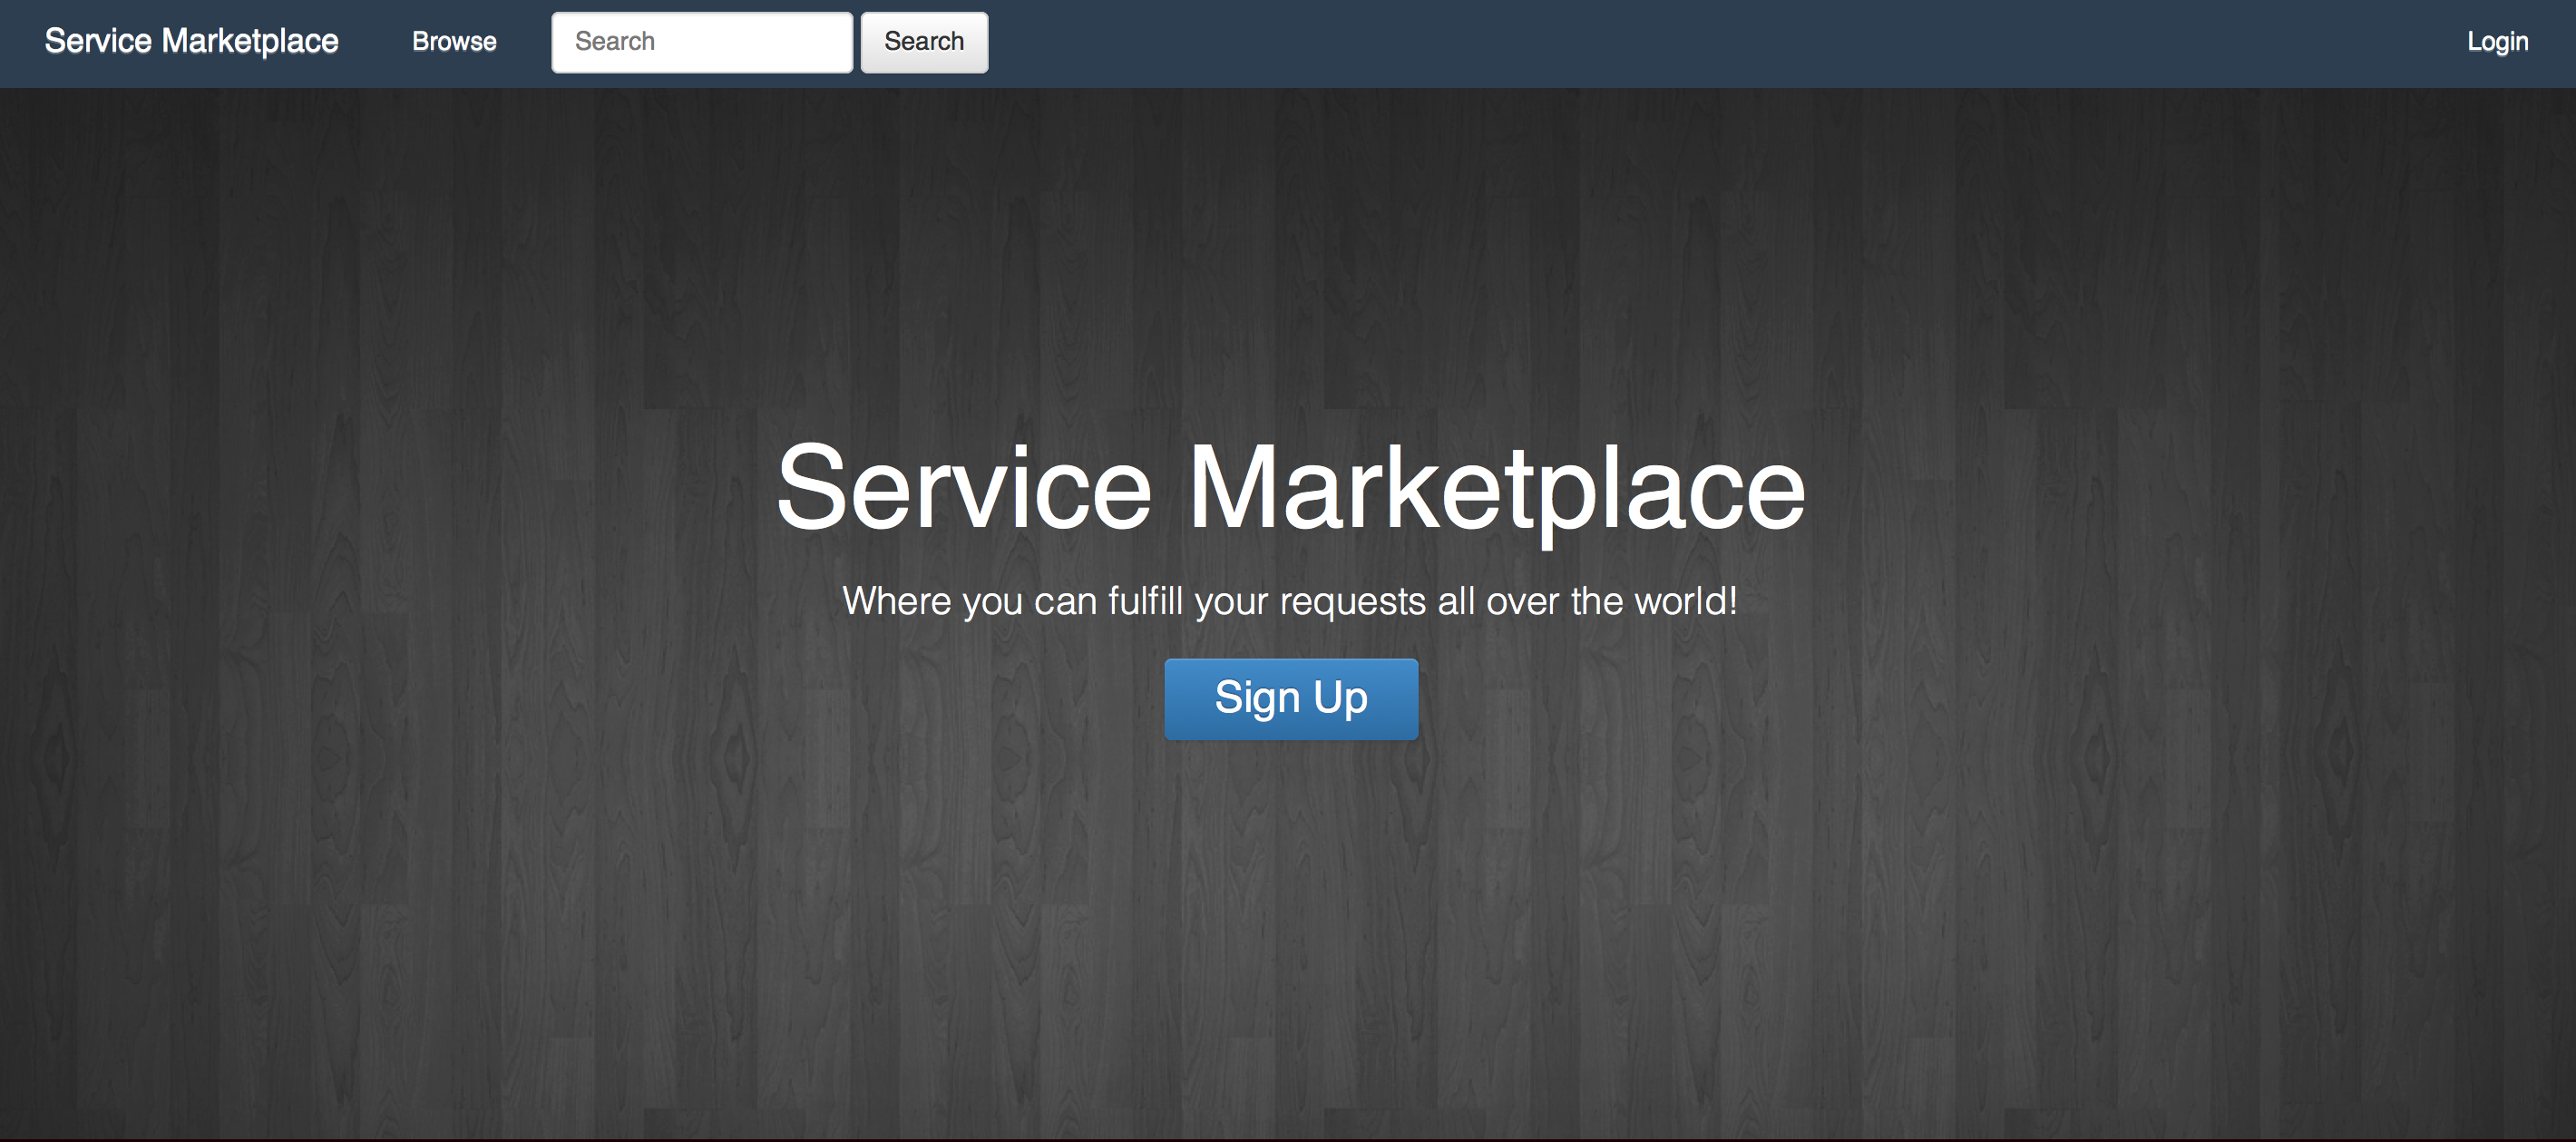 Service Marketplace Browse Search Search Login
Service Marketplace
Where you can fulfill your requests all over the world!
Sign Up